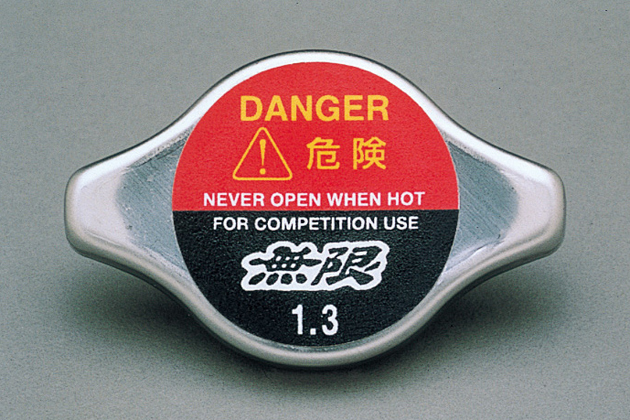 DANGER
危険
NEVER OPEN WHEN HOT
FOR COMPETITION USE
無限
1.3